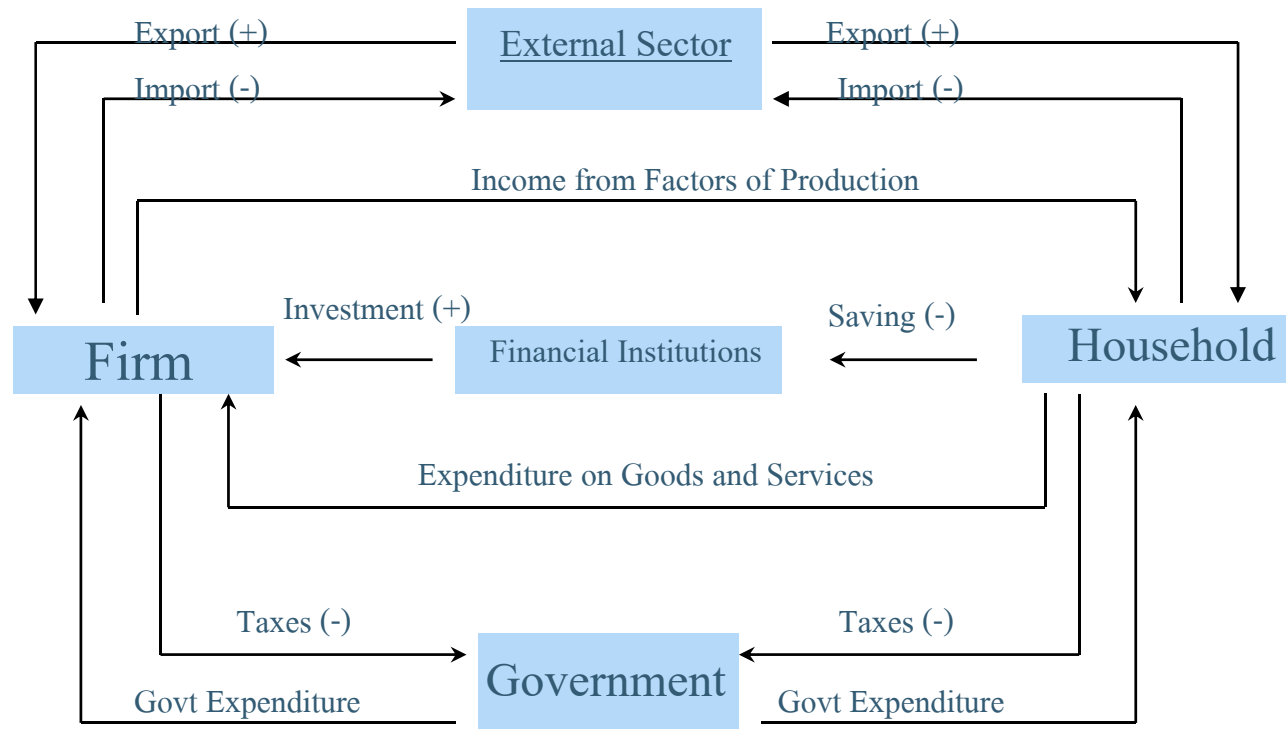 Export (+)
External Sector
Export (+)
Import (-)
Import (-)
Income from Factors of Production
Investment (+)
Saving (-)
Firm
Financial Institutions
Household
Expenditure on Goods and Services
Taxes (-)
Taxes (-)
Government
Govt Expenditure
Govt Expenditure